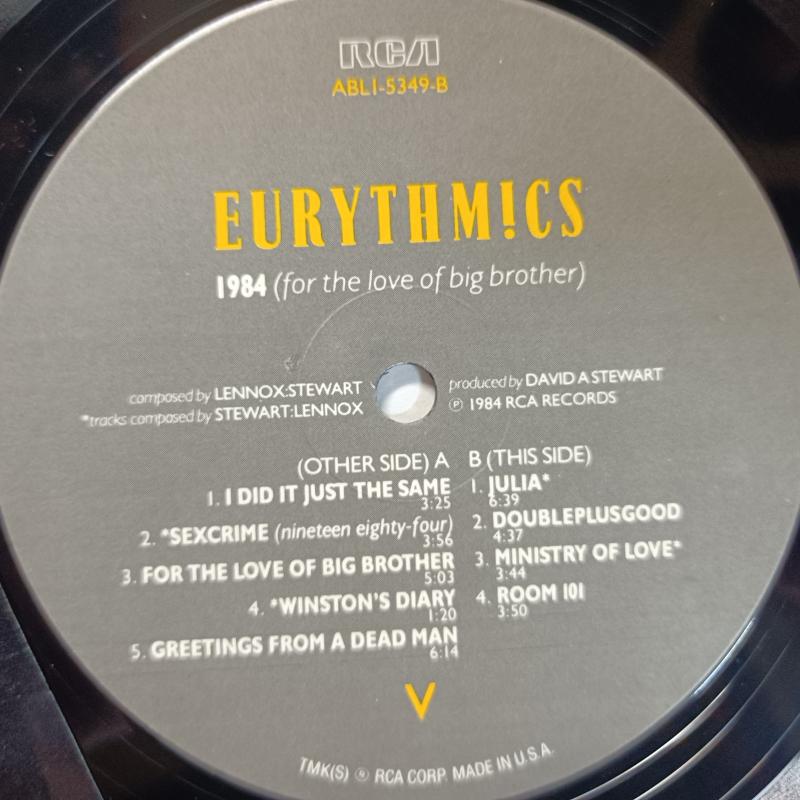 RCA
ABL1-5349-B
EURYTHM!CS
1984 (for the love of big brother)
composed by LENNOX:STEWART
*tracks composed by STEWART:LENNOX
produced by DAVID A STEWART
℗ 1984 RCA RECORDS
(OTHER SIDE) A
1. I DID IT JUST THE SAME
3:25
2. *SEXCRIME (nineteen eighty-four)
3:56
3. FOR THE LOVE OF BIG BROTHER
5:03
4. *WINSTON'S DIARY
1:20
5. GREETINGS FROM A DEAD MAN
6:14
B (THIS SIDE)
1. JULIA*
6:39
2. DOUBLEPLUSGOOD
4:37
3. MINISTRY OF LOVE*
3:44
4. ROOM 101
3:50
V
TMK(S) ® RCA CORP. MADE IN U.S.A.